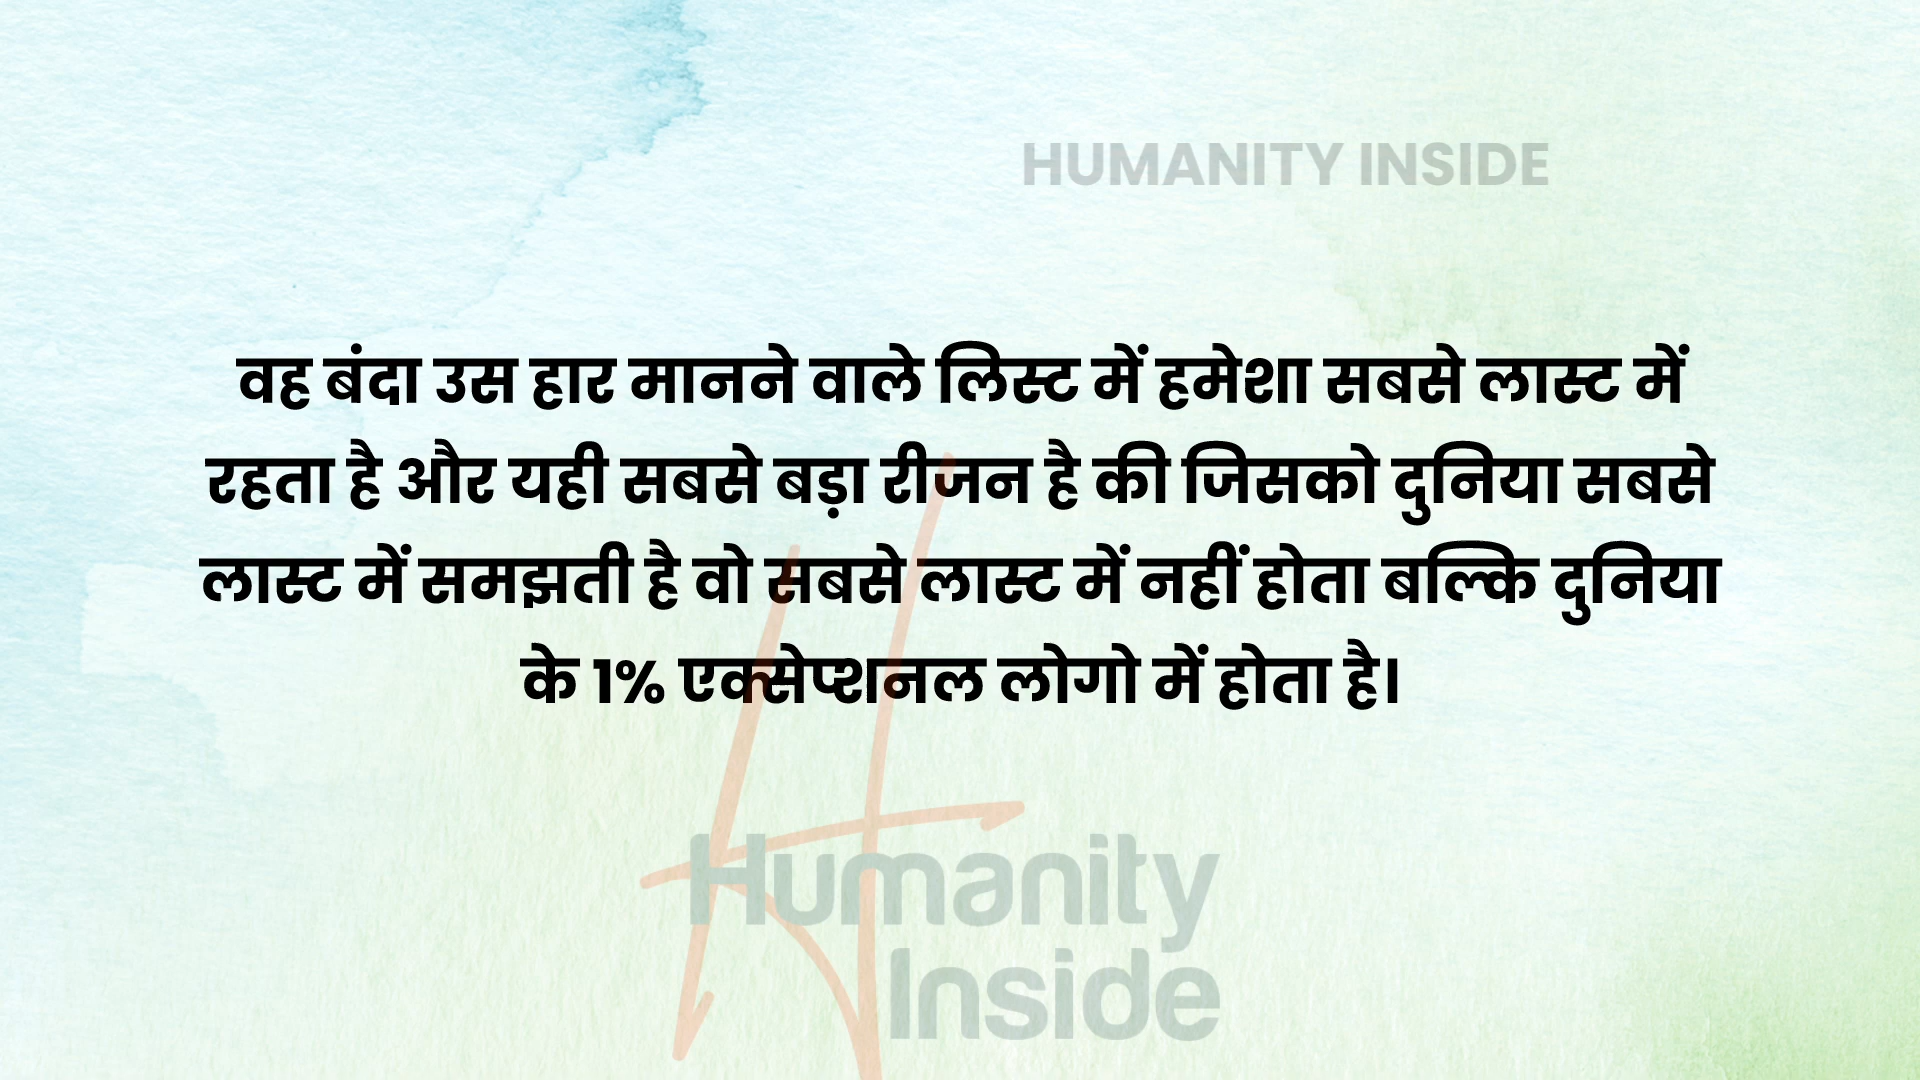 HUMANITY INSIDE
वह बंदा उस हार मानने वाले लिस्ट में हमेशा सबसे लास्ट में
रहता है और यही सबसे बड़ा रीजन है की जिसको दुनिया सबसे
लास्ट में समझती है वो सबसे लास्ट में नहीं होता बल्कि दुनिया
के 1% एक्सेप्शनल लोगो में होता है।
Humanity
Inside